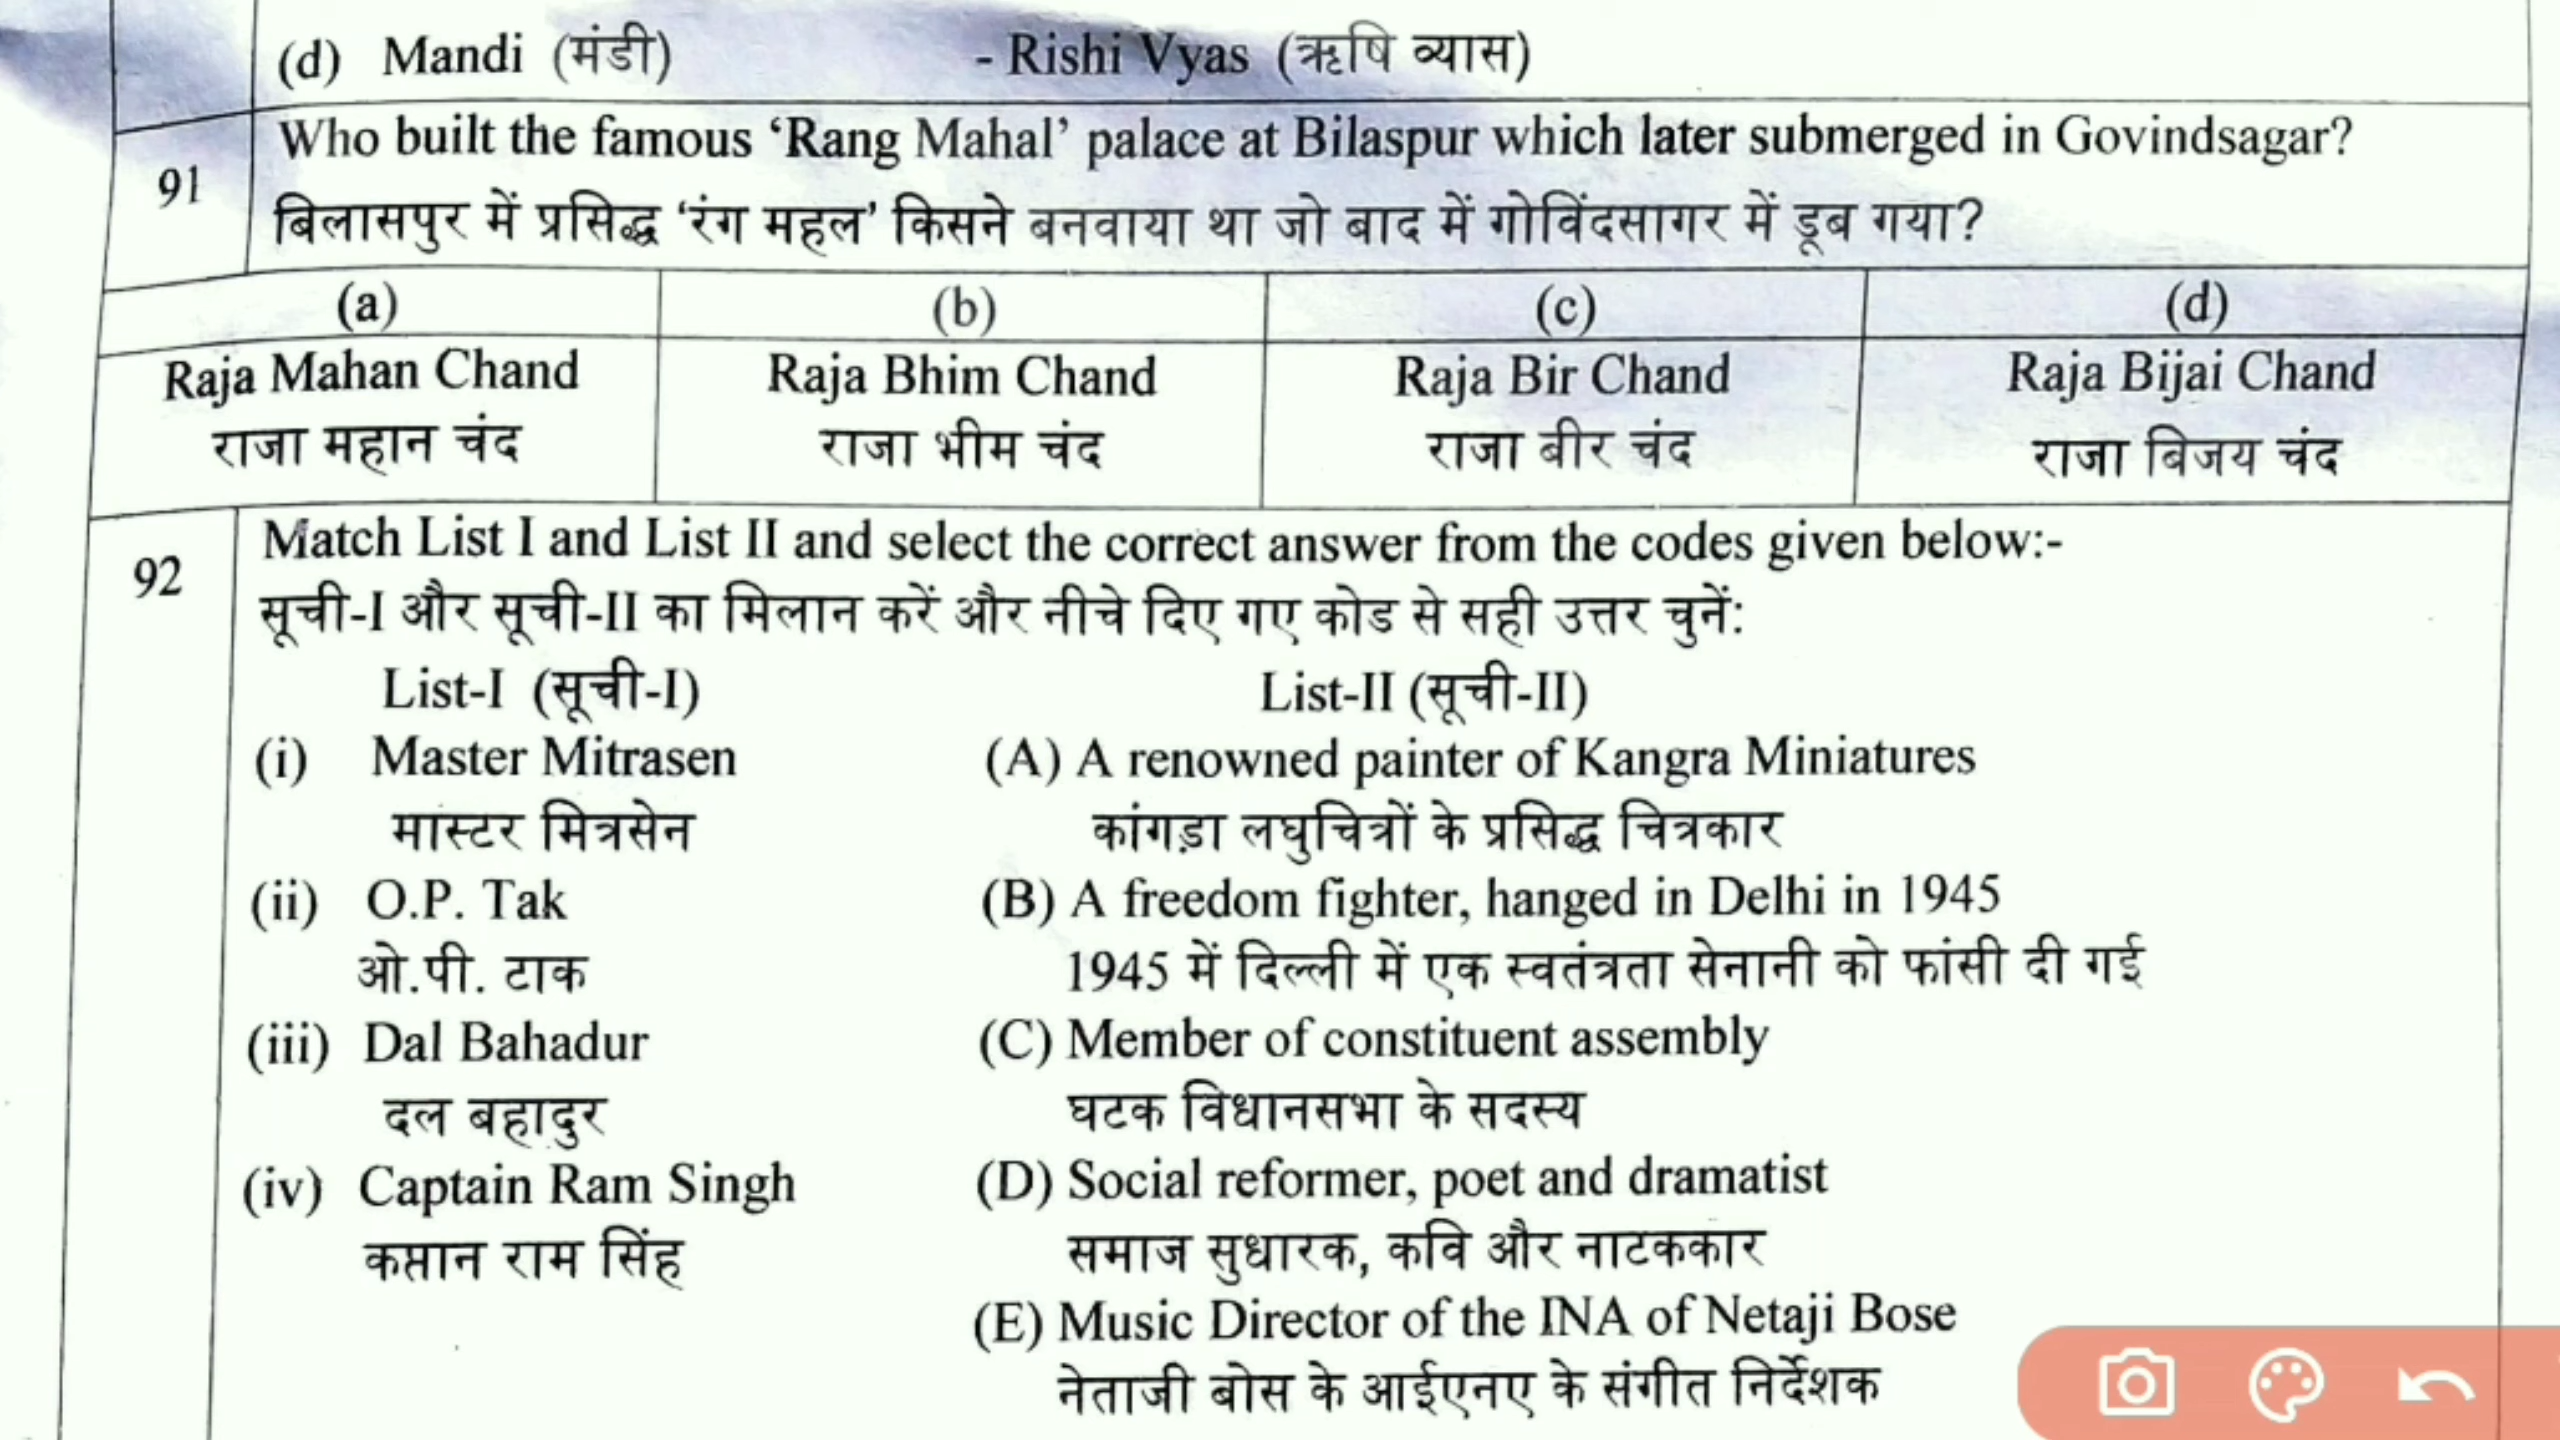 (d) Mandi (मंडी) - Rishi Vyas (ऋषि व्यास)
91 Who built the famous ‘Rang Mahal’ palace at Bilaspur which later submerged in Govindsagar?
बिलासपुर में प्रसिद्ध ‘रंग महल’ किसने बनवाया था जो बाद में गोविंदसागर में डूब गया?
(a) (b) (c) (d)
Raja Mahan Chand Raja Bhim Chand Raja Bir Chand Raja Bijai Chand
राजा महान चंद राजा भीम चंद राजा बीर चंद राजा बिजय चंद
92 Match List I and List II and select the correct answer from the codes given below:-
सूची-I और सूची-II का मिलान करें और नीचे दिए गए कोड से सही उत्तर चुनें:
List-I (सूची-I) List-II (सूची-II)
(i) Master Mitrasen (A) A renowned painter of Kangra Miniatures
मास्टर मित्रसेन कांगड़ा लघुचित्रों के प्रसिद्ध चित्रकार
(ii) O.P. Tak (B) A freedom fighter, hanged in Delhi in 1945
ओ.पी. टाक 1945 में दिल्ली में एक स्वतंत्रता सेनानी को फांसी दी गई
(iii) Dal Bahadur (C) Member of constituent assembly
दल बहादुर घटक विधानसभा के सदस्य
(iv) Captain Ram Singh (D) Social reformer, poet and dramatist
कप्तान राम सिंह समाज सुधारक, कवि और नाटककार
(E) Music Director of the INA of Netaji Bose
नेताजी बोस के आईएनए के संगीत निर्देशक